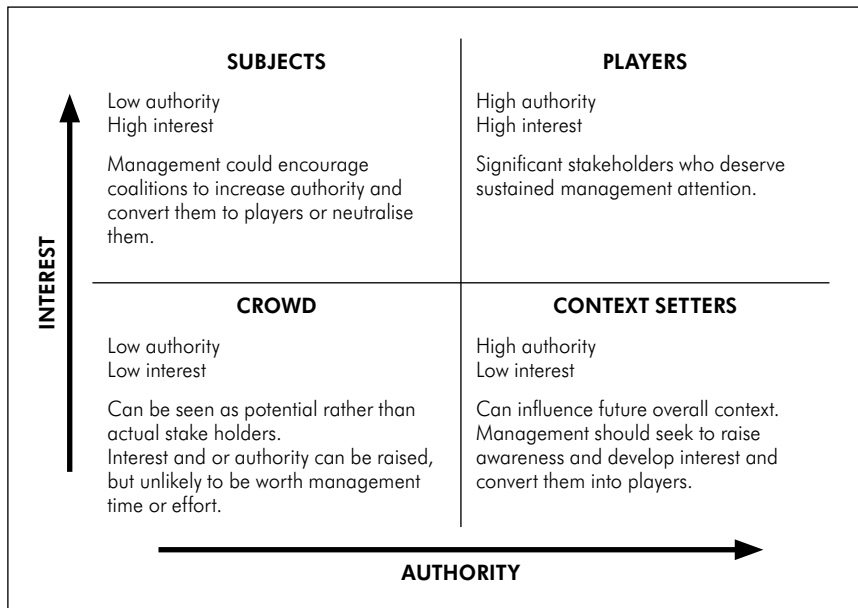 SUBJECTS
Low authority
High interest
Management could encourage
coalitions to increase authority and
convert them to players or neutralise
them.
PLAYERS
High authority
High interest
Significant stakeholders who deserve
sustained management attention.
INTEREST
CROWD
Low authority
Low interest
Can be seen as potential rather than
actual stake holders.
Interest and or authority can be raised,
but unlikely to be worth management
time or effort.
CONTEXT SETTERS
High authority
Low interest
Can influence future overall context.
Management should seek to raise
awareness and develop interest and
convert them into players.
AUTHORITY